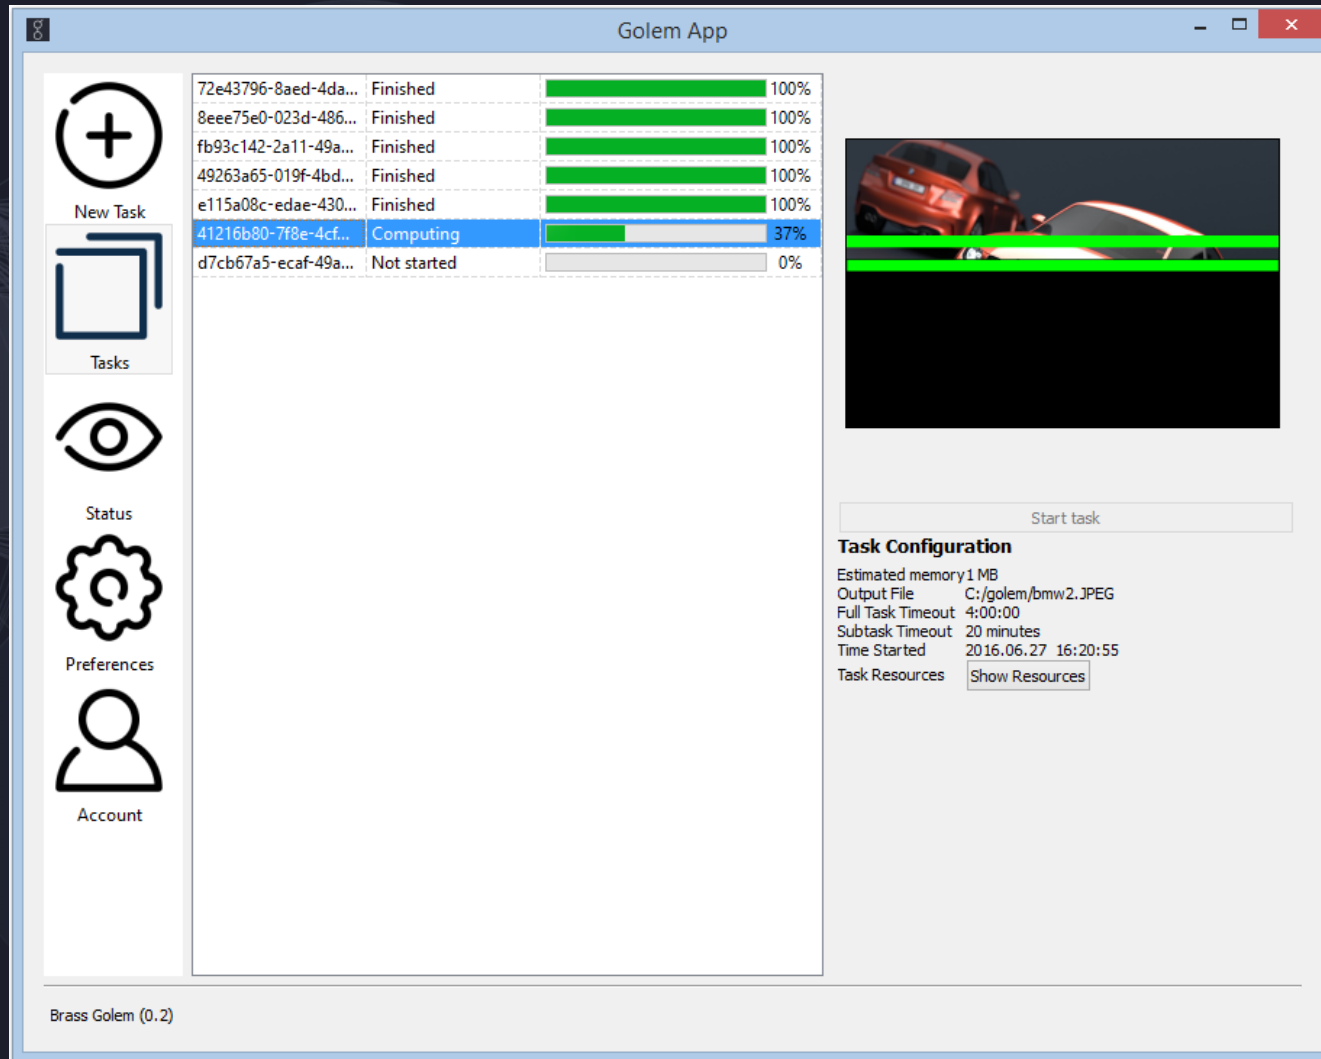 Golem App
New Task
Tasks
Status
Preferences
Account
72e43796-8aed-4da... Finished 100%
8eee75e0-023d-486... Finished 100%
fb93c142-2a11-49a... Finished 100%
49263a65-019f-4bd... Finished 100%
e115a08c-edae-430... Finished 100%
41216b80-7f8e-4cf... Computing 37%
d7cb67a5-ecaf-49a... Not started 0%
Start task
Task Configuration
Estimated memory 1 MB
Output File C:/golem/bmw2.JPEG
Full Task Timeout 4:00:00
Subtask Timeout 20 minutes
Time Started 2016.06.27 16:20:55
Task Resources Show Resources
Brass Golem (0.2)